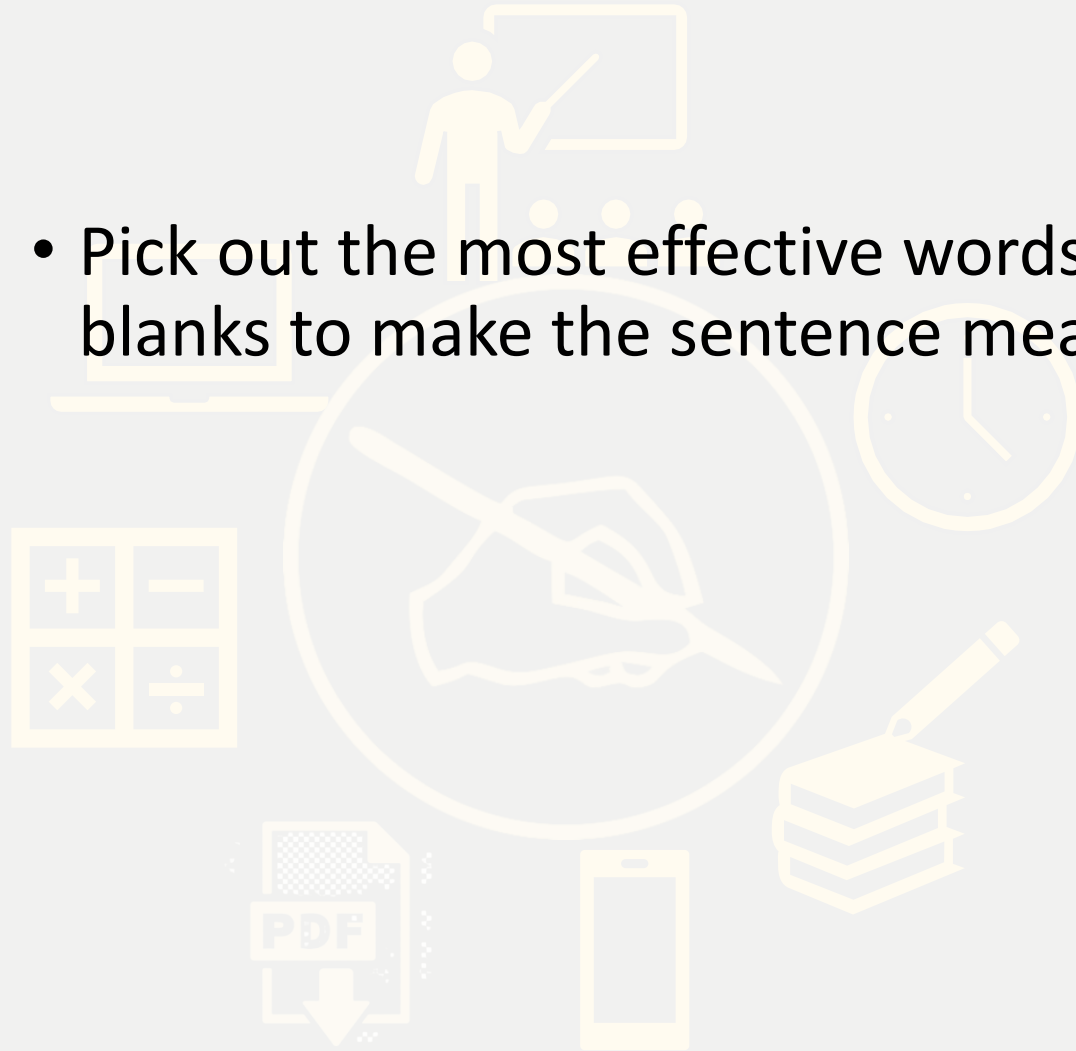 • Pick out the most effective words
blanks to make the sentence mea
PDF